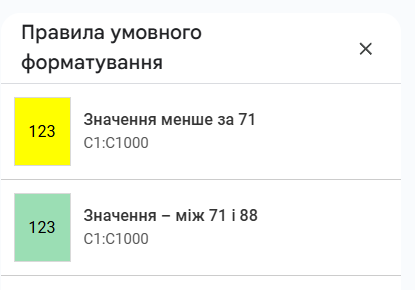 Правила умовного
форматування
123
Значення менше за 71
C1:C1000
123
Значення – між 71 і 88
C1:C1000